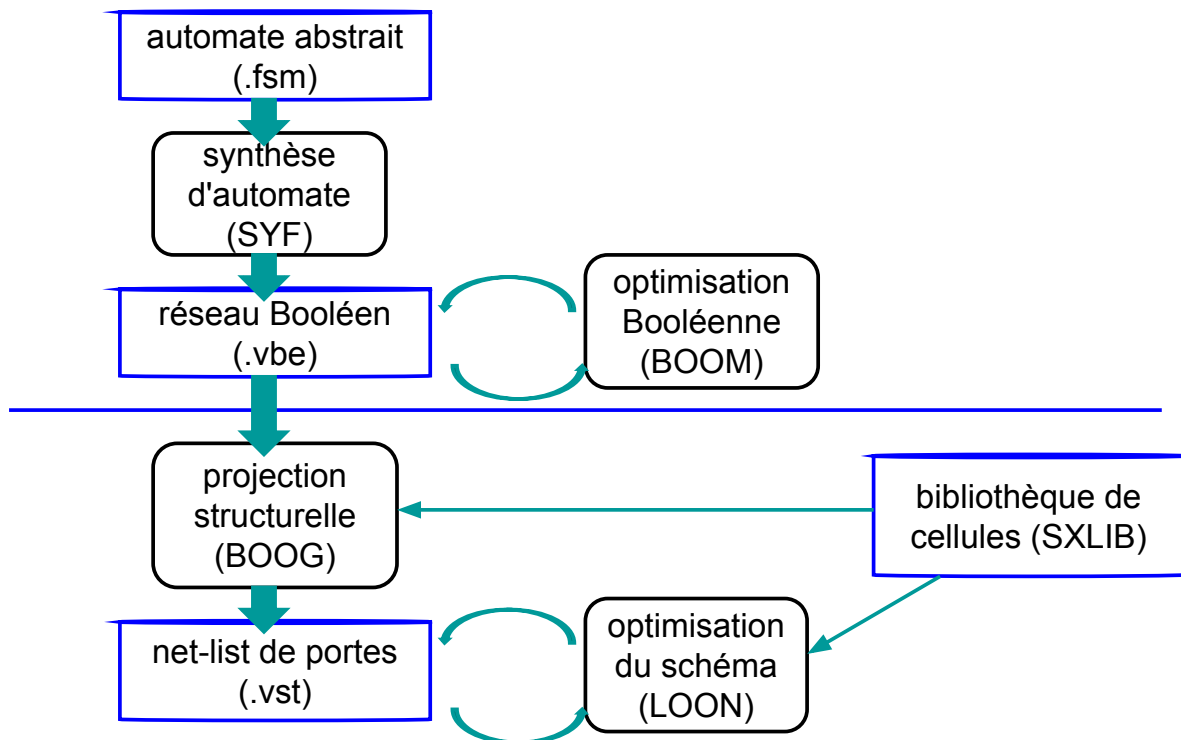 automate abstrait
(.fsm)
synthèse
d'automate
(SYF)
réseau Booléen
(.vbe)
optimisation
Booléenne
(BOOM)
projection
structurelle
(BOOG)
bibliothèque de
cellules (SXLIB)
net-list de portes
(.vst)
optimisation
du schéma
(LOON)